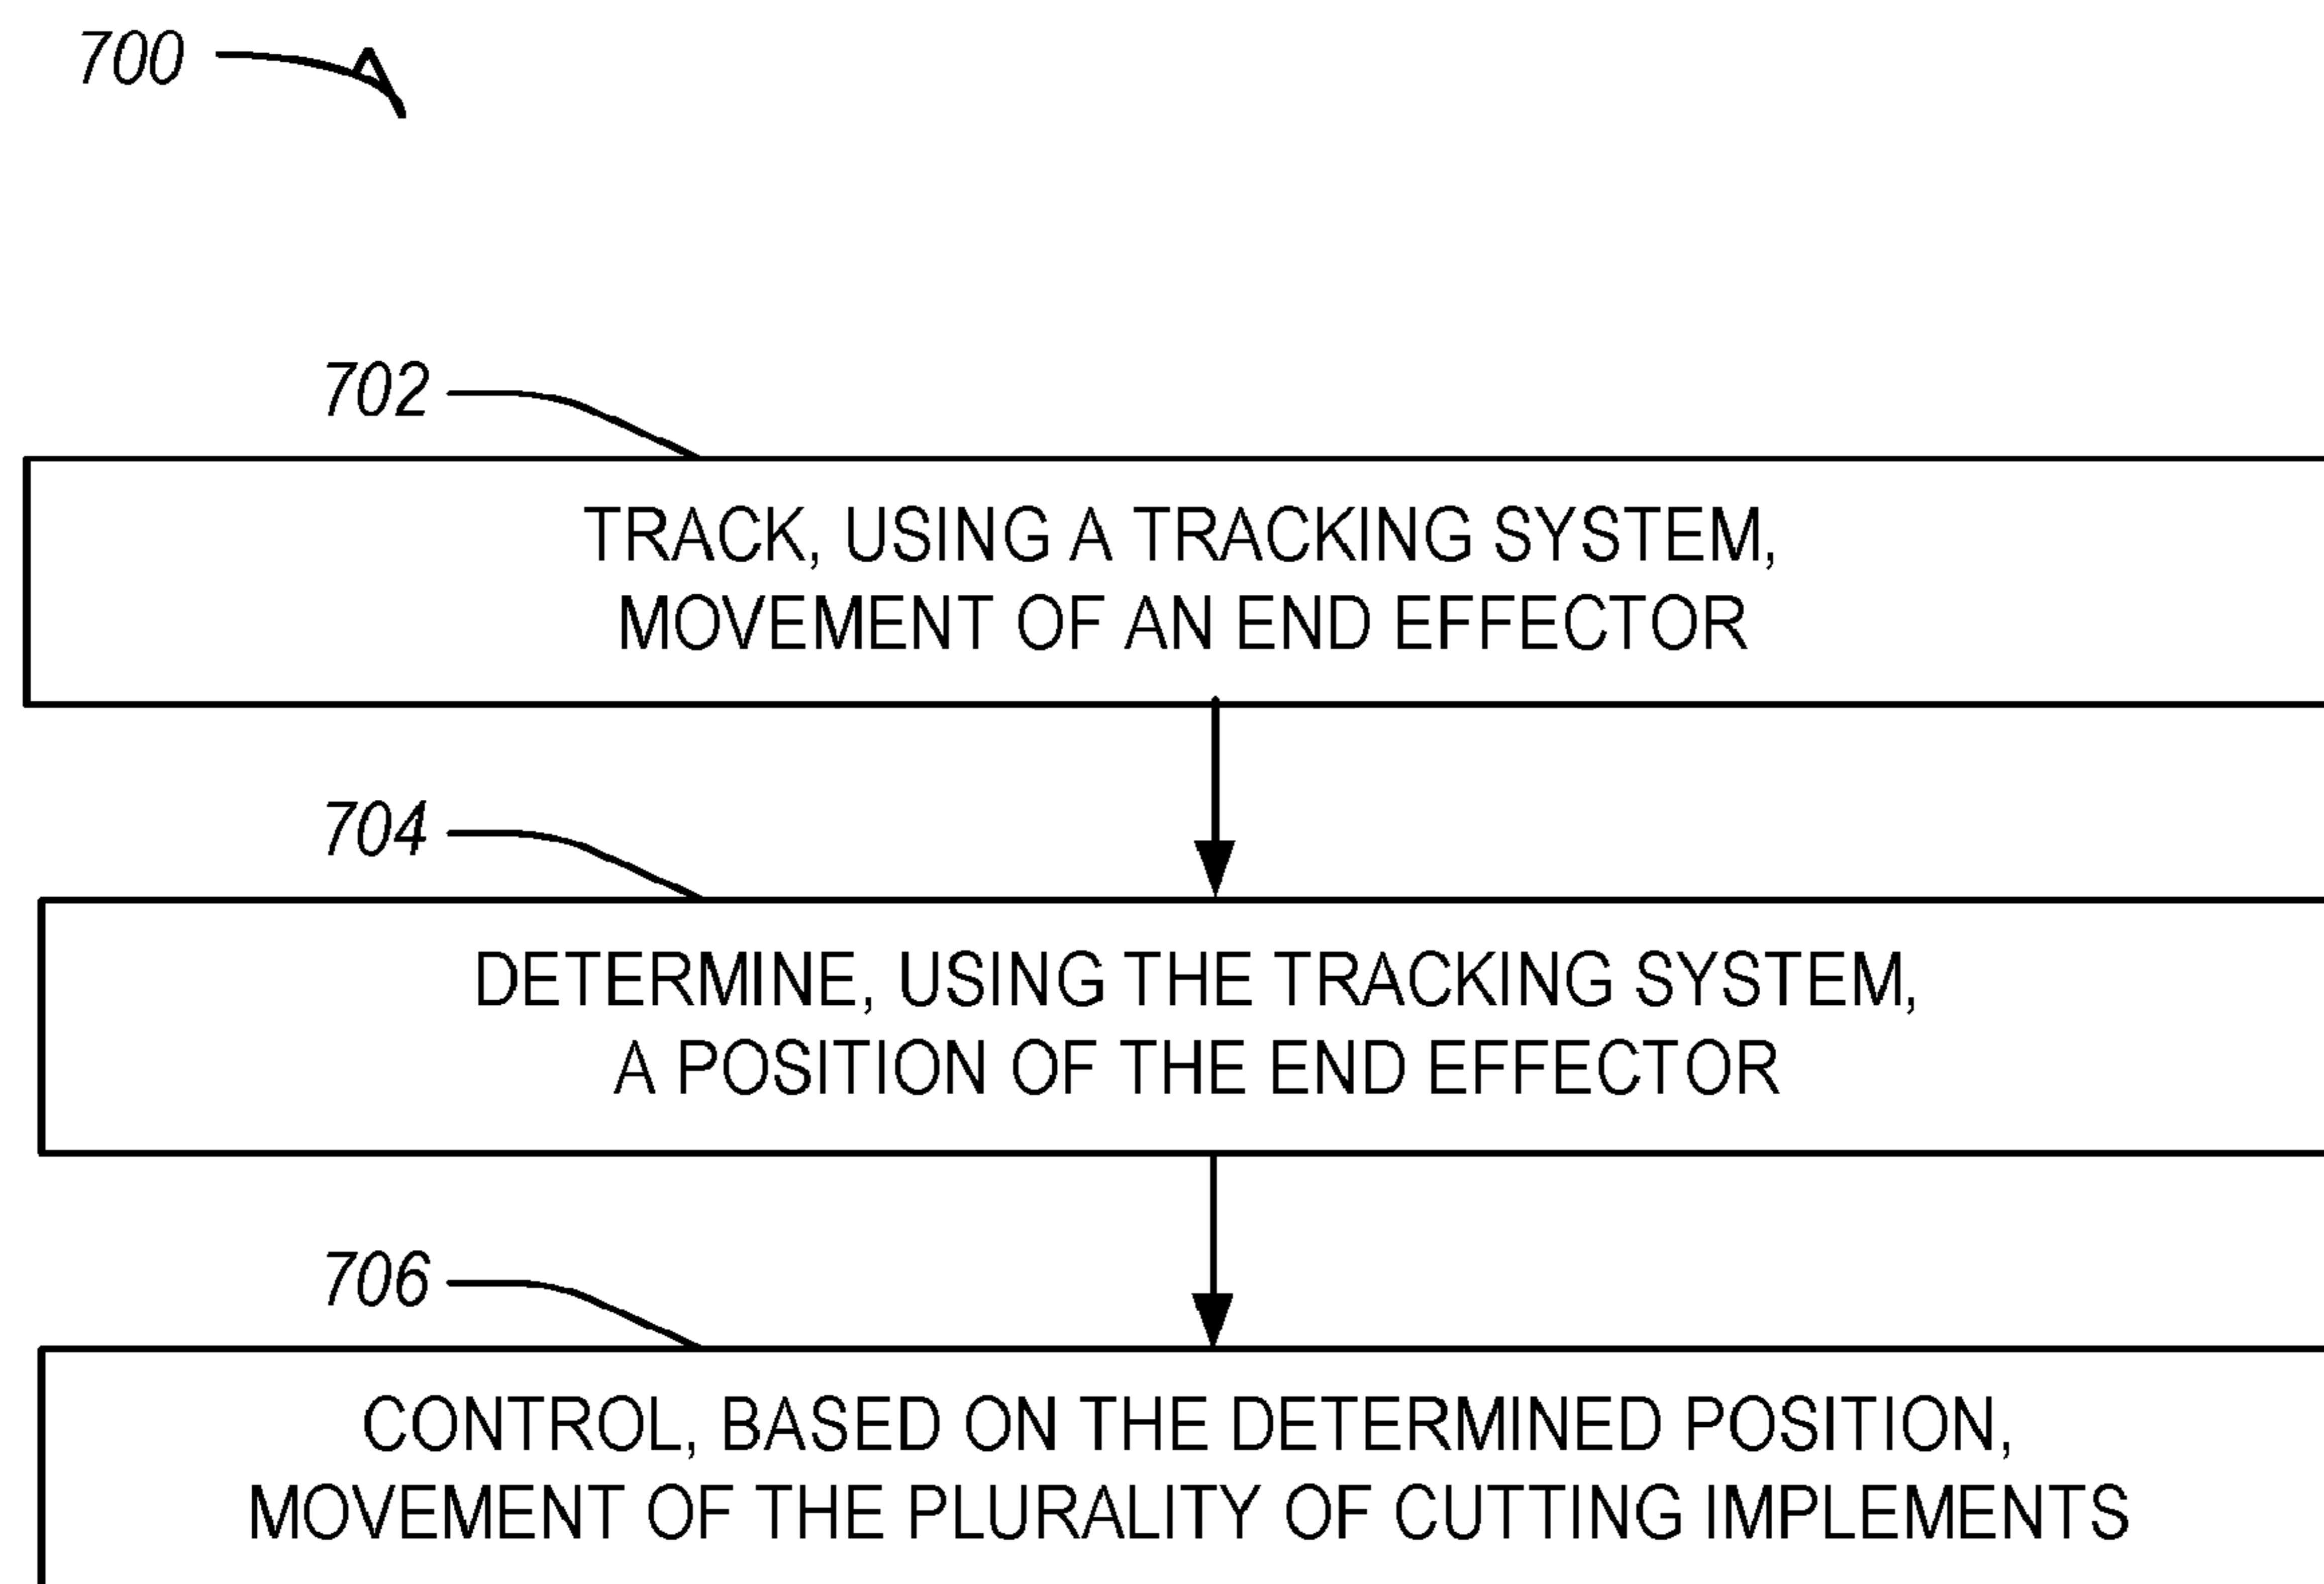 700
702
TRACK, USING A TRACKING SYSTEM,
MOVEMENT OF AN END EFFECTOR
704
DETERMINE, USING THE TRACKING SYSTEM,
A POSITION OF THE END EFFECTOR
706
CONTROL, BASED ON THE DETERMINED POSITION,
MOVEMENT OF THE PLURALITY OF CUTTING IMPLEMENTS